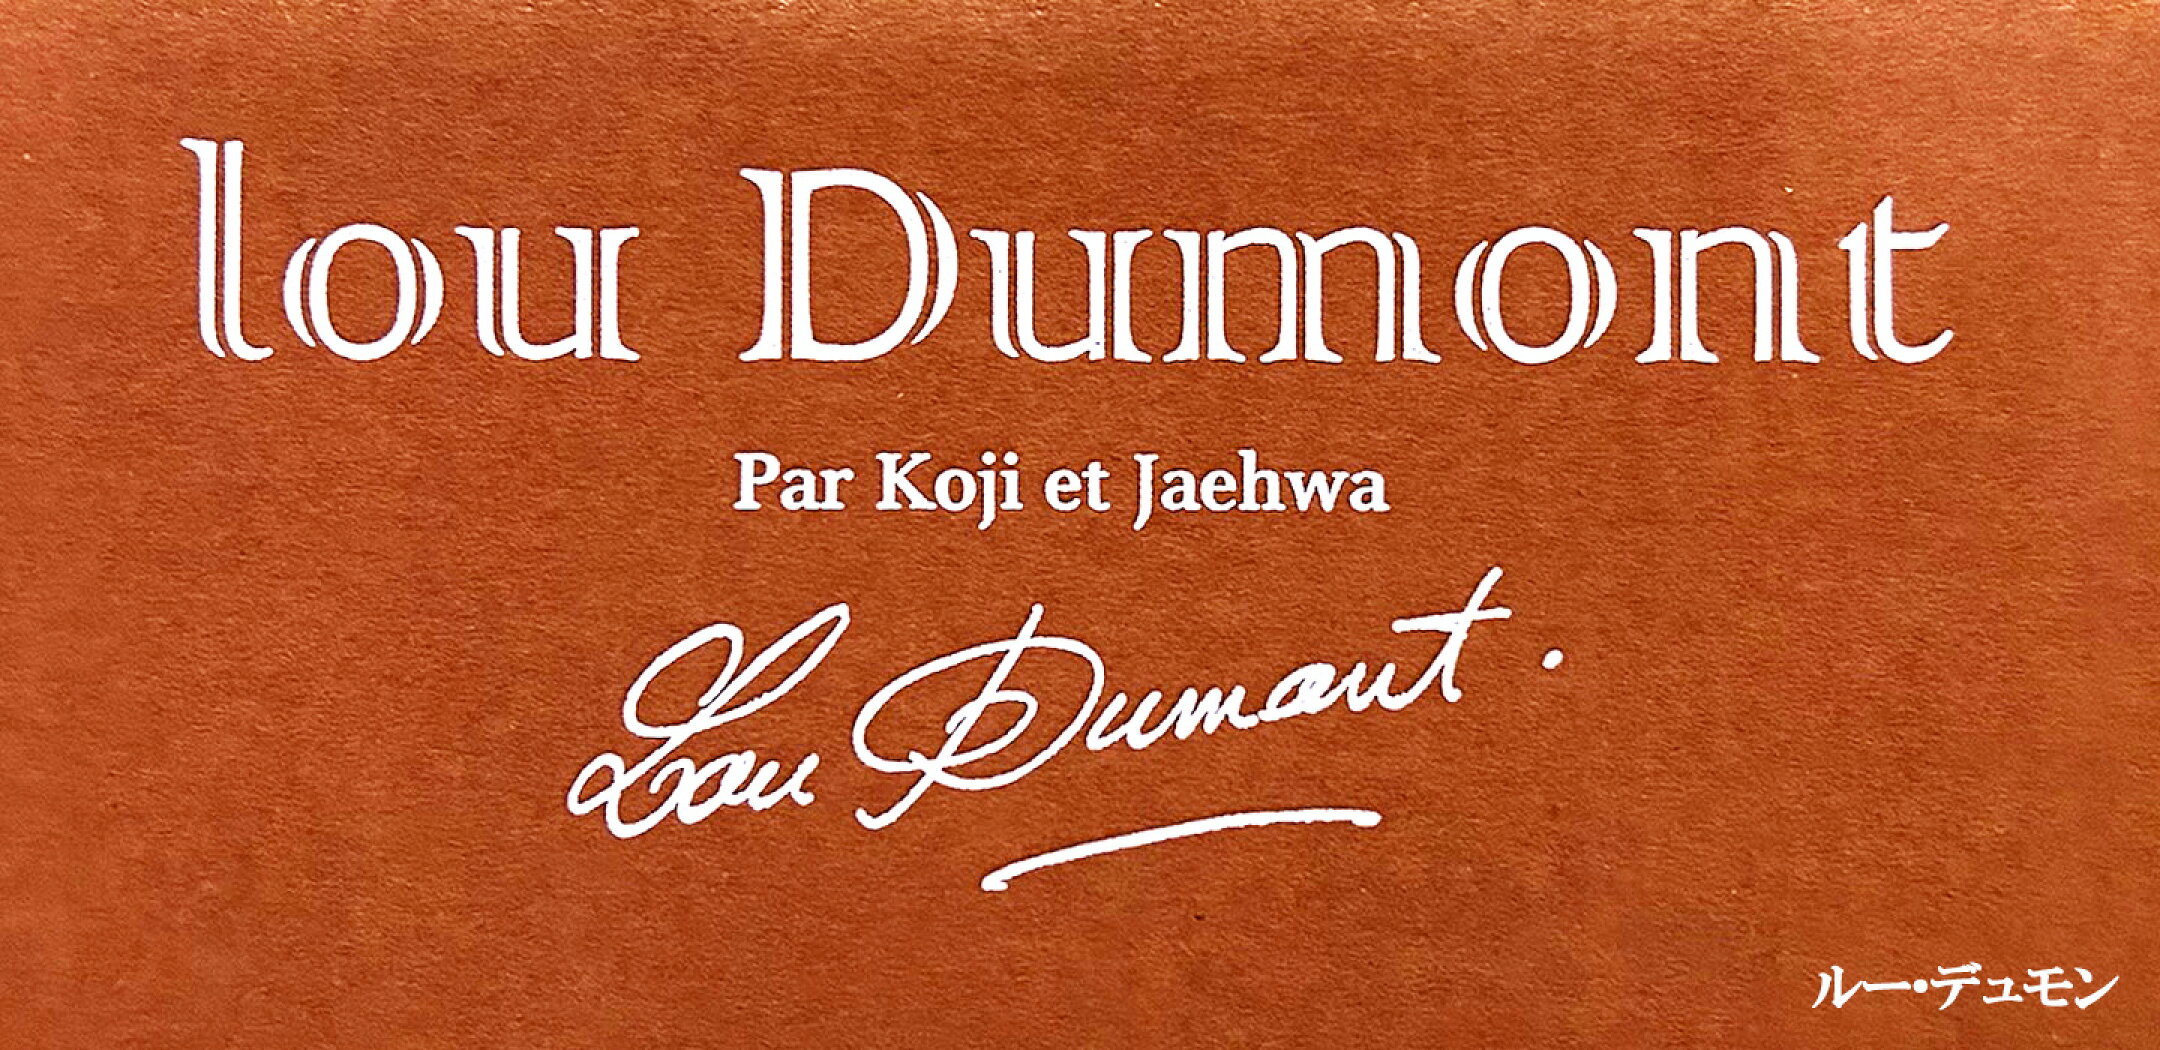 lou Dumont
Par Koji et Jaehwa
Lou Dumont.
ルー・デュモン